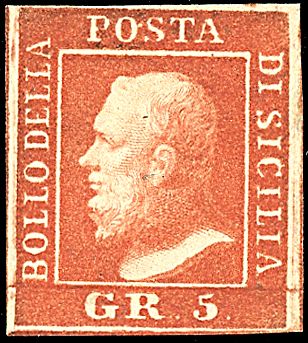 BOLLO DELLA
POSTA
DI SICILIA
GR. 5.